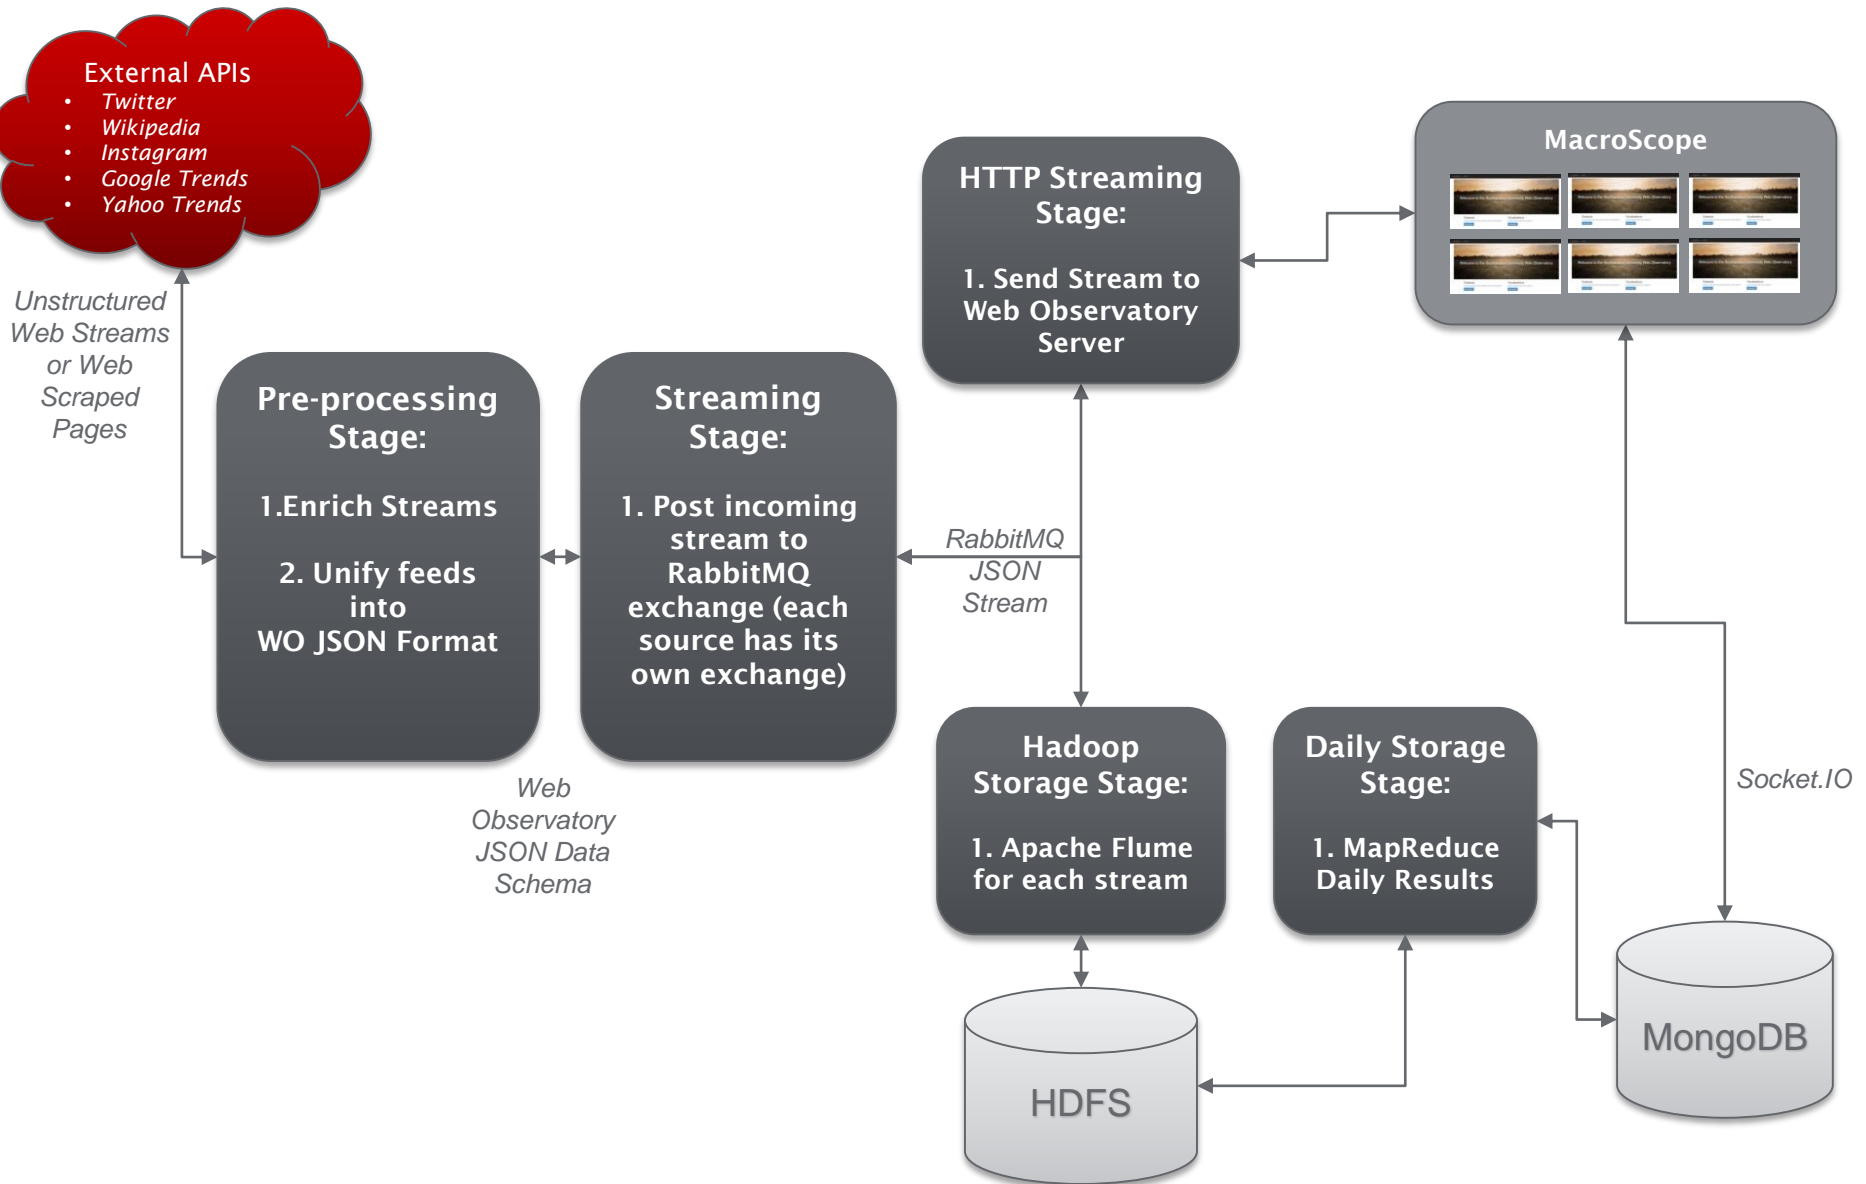 External APIs
• Twitter
• Wikipedia
• Instagram
• Google Trends
• Yahoo Trends
Unstructured
Web Streams
or Web
Scraped
Pages
Pre-processing
Stage:
1.Enrich Streams
2. Unify feeds
into
WO JSON Format
Web
Observatory
JSON Data
Schema
Streaming
Stage:
1. Post incoming
stream to
RabbitMQ
exchange (each
source has its
own exchange)
RabbitMQ
JSON
Stream
HTTP Streaming
Stage:
1. Send Stream to
Web Observatory
Server
MacroScope
Hadoop
Storage Stage:
1. Apache Flume
for each stream
HDFS
Daily Storage
Stage:
1. MapReduce
Daily Results
Socket.IO
MongoDB